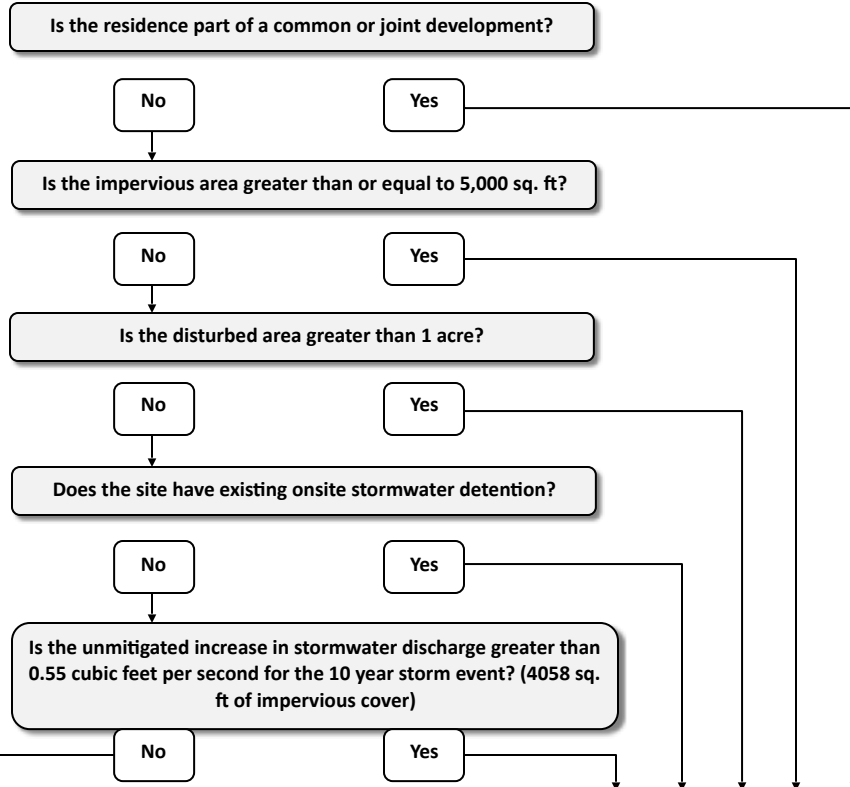 Is the residence part of a common or joint development?
No
Yes
Is the impervious area greater than or equal to 5,000 sq. ft?
No
Yes
Is the disturbed area greater than 1 acre?
No
Yes
Does the site have existing onsite stormwater detention?
No
Yes
Is the unmitigated increase in stormwater discharge greater than
0.55 cubic feet per second for the 10 year storm event? (4058 sq.
ft of impervious cover)
No
Yes